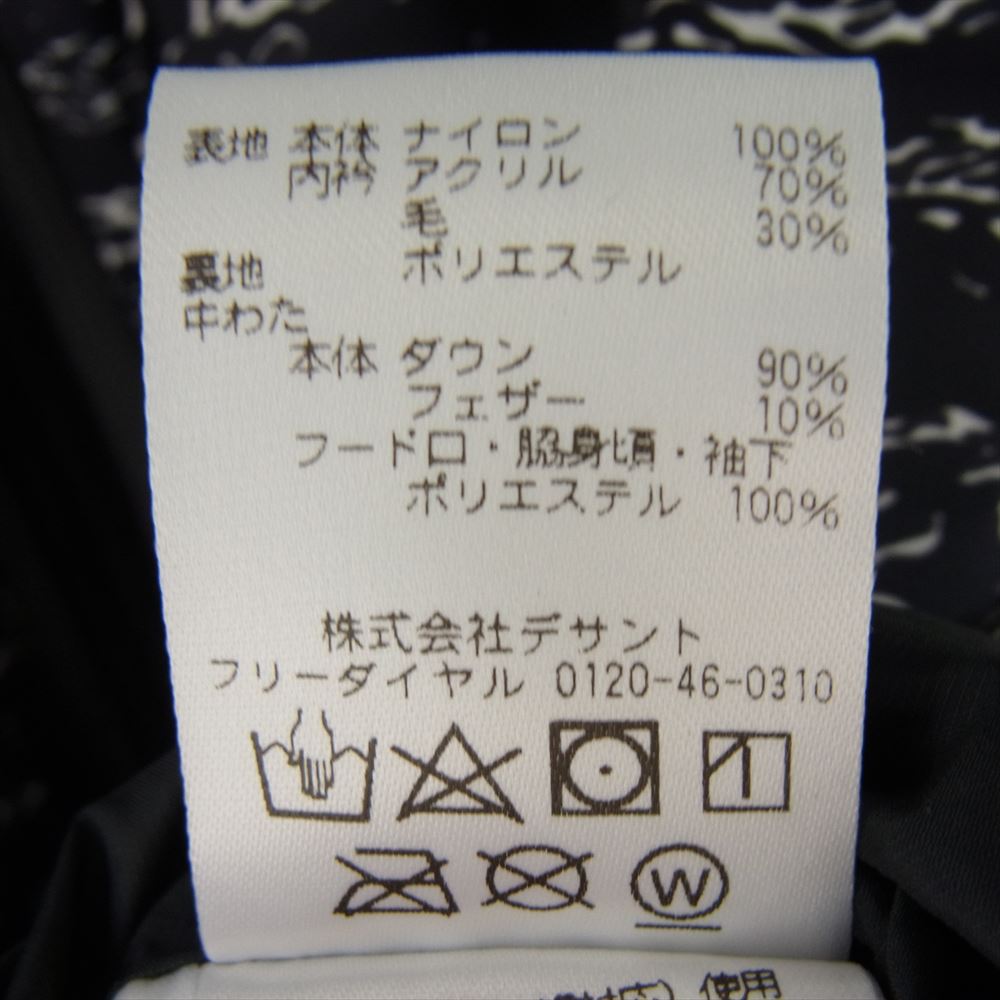 表地 本体 ナイロン 100%
内衿 アクリル 70%
毛 30%
裏地 ポリエステル
中わた
本体 ダウン 90%
フェザー 10%
フードロ・脇身頃・袖下
ポリエステル 100%
株式会社デサント
フリーダイヤル 0120-46-0310
W
使用